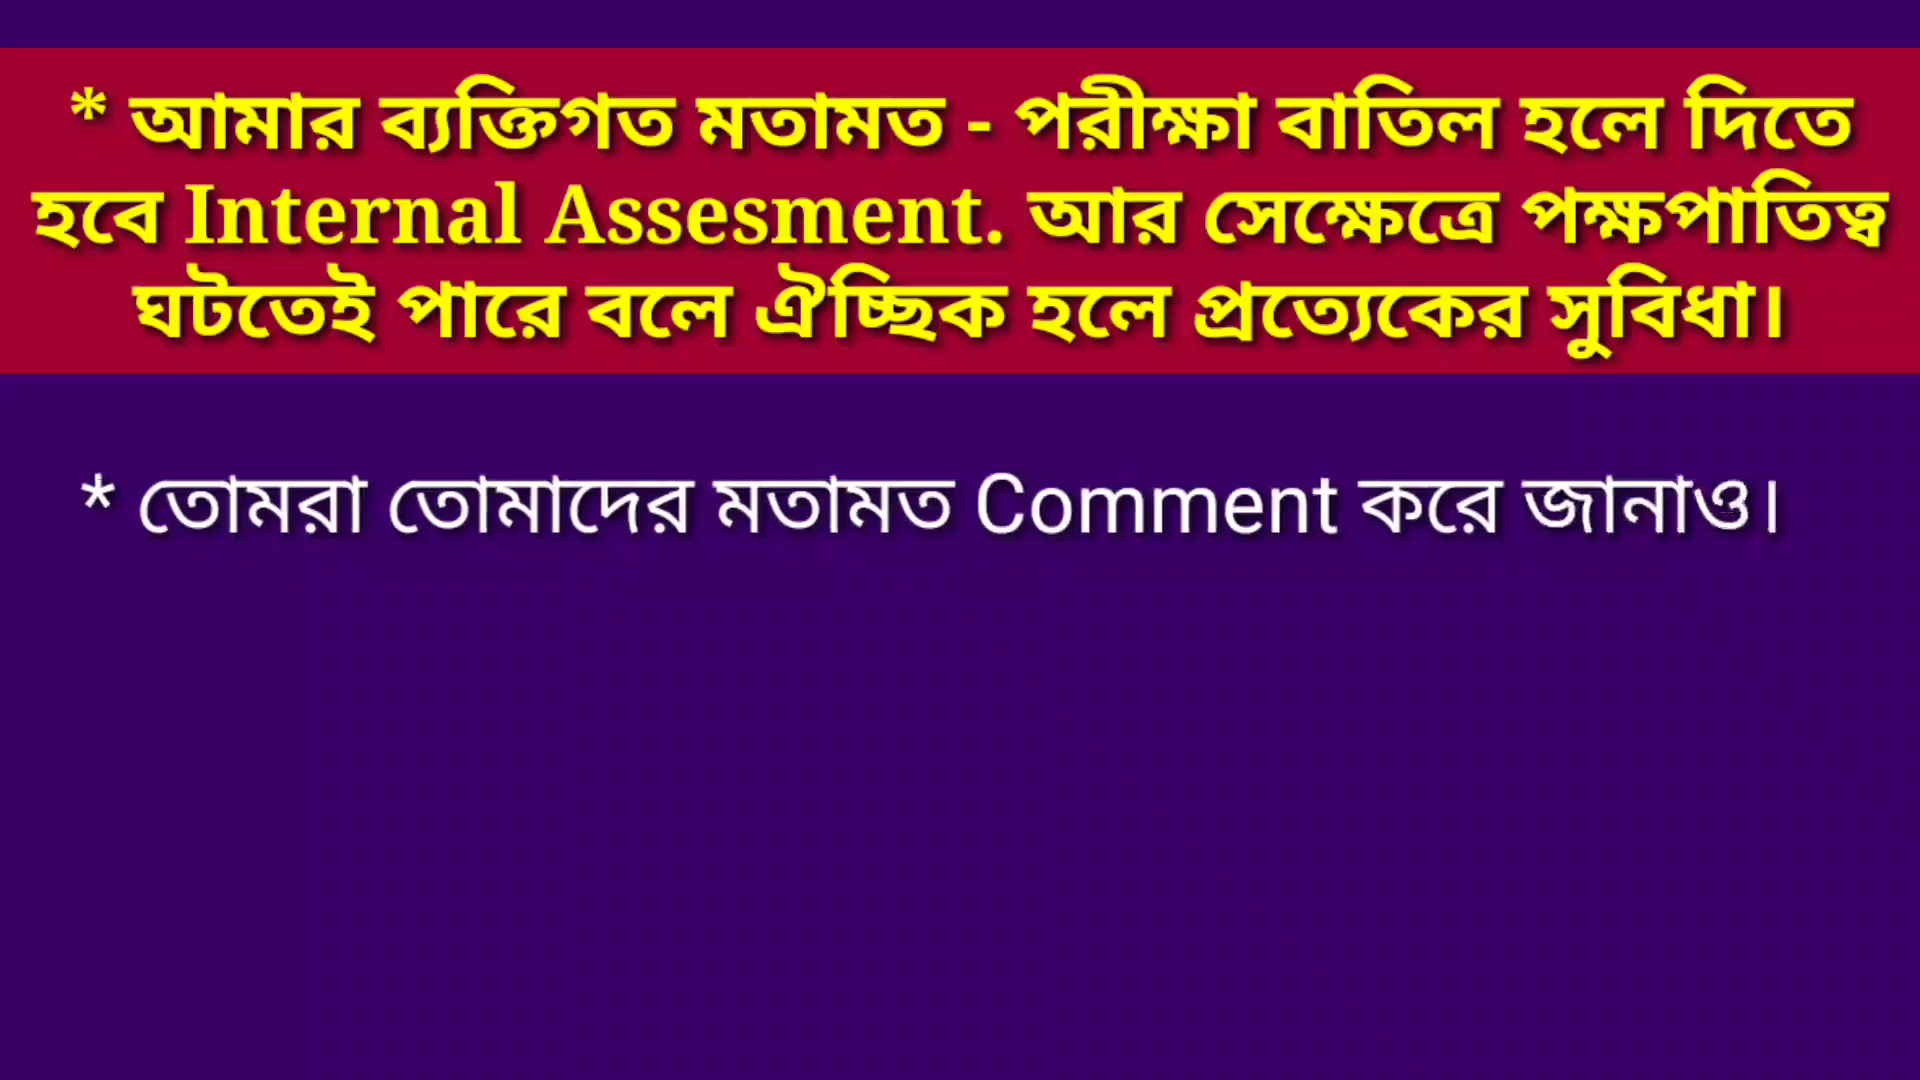 * আমার ব্যক্তিগত মতামত - পরীক্ষা বাতিল হলে দিতে
হবে Internal Assesment. আর সেক্ষেত্রে পক্ষপাতিত্ব
ঘটতেই পারে বলে ঐচ্ছিক হলে প্রত্যেকের সুবিধা।
* তোমরা তোমাদের মতামত Comment করে জানাও।